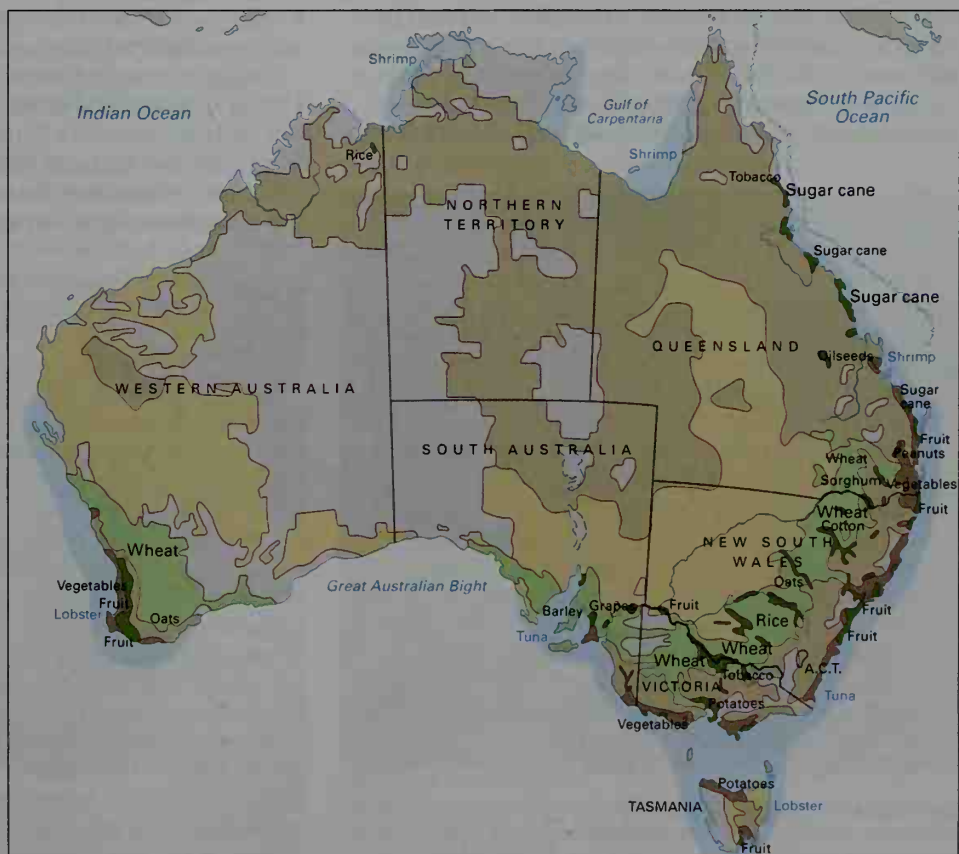 Shrimp
Indian Ocean
Gulf of
Carpentaria
South Pacific
Ocean
Rice
Shrimp
Tobacco
Sugar cane
NORTHERN
TERRITORY
Sugar cane
Sugar cane
QUEENSLAND
Oilseeds
Shrimp
WESTERN AUSTRALIA
Sugar
cane
SOUTH AUSTRALIA
Fruit
Peanuts
Wheat
Sorghum
Vegetables
Wheat
Cotton
Fruit
Wheat
NEW SOUTH
WALES
Vegetables
Fruit
Lobster
Oats
Fruit
Great Australian Bight
Oats
Barley
Grapes
Fruit
Rice
Fruit
Tuna
Wheat
Fruit
Wheat
A.C.T.
Tobacco
VICTORIA
Tuna
Potatoes
Vegetables
Potatoes
TASMANIA
Lobster
Fruit